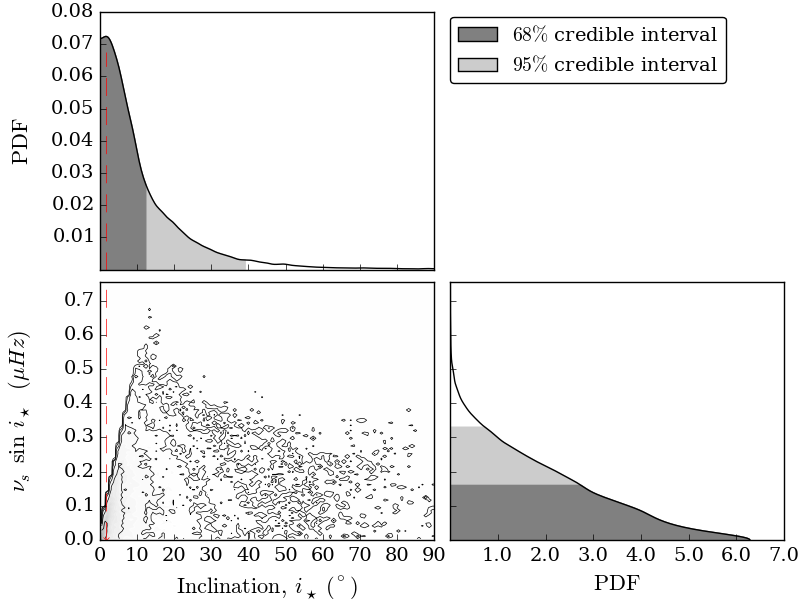 0.08
0.07
0.06
0.05
0.04
0.03
0.02
0.01
PDF
68% credible interval
95% credible interval
0.7
0.6
0.5
0.4
0.3
0.2
0.1
0.0
ν_s sin i_⋆ (μHz)
0 10 20 30 40 50 60 70 80 90
Inclination, i_⋆ (°)
1.0 2.0 3.0 4.0 5.0 6.0 7.0
PDF